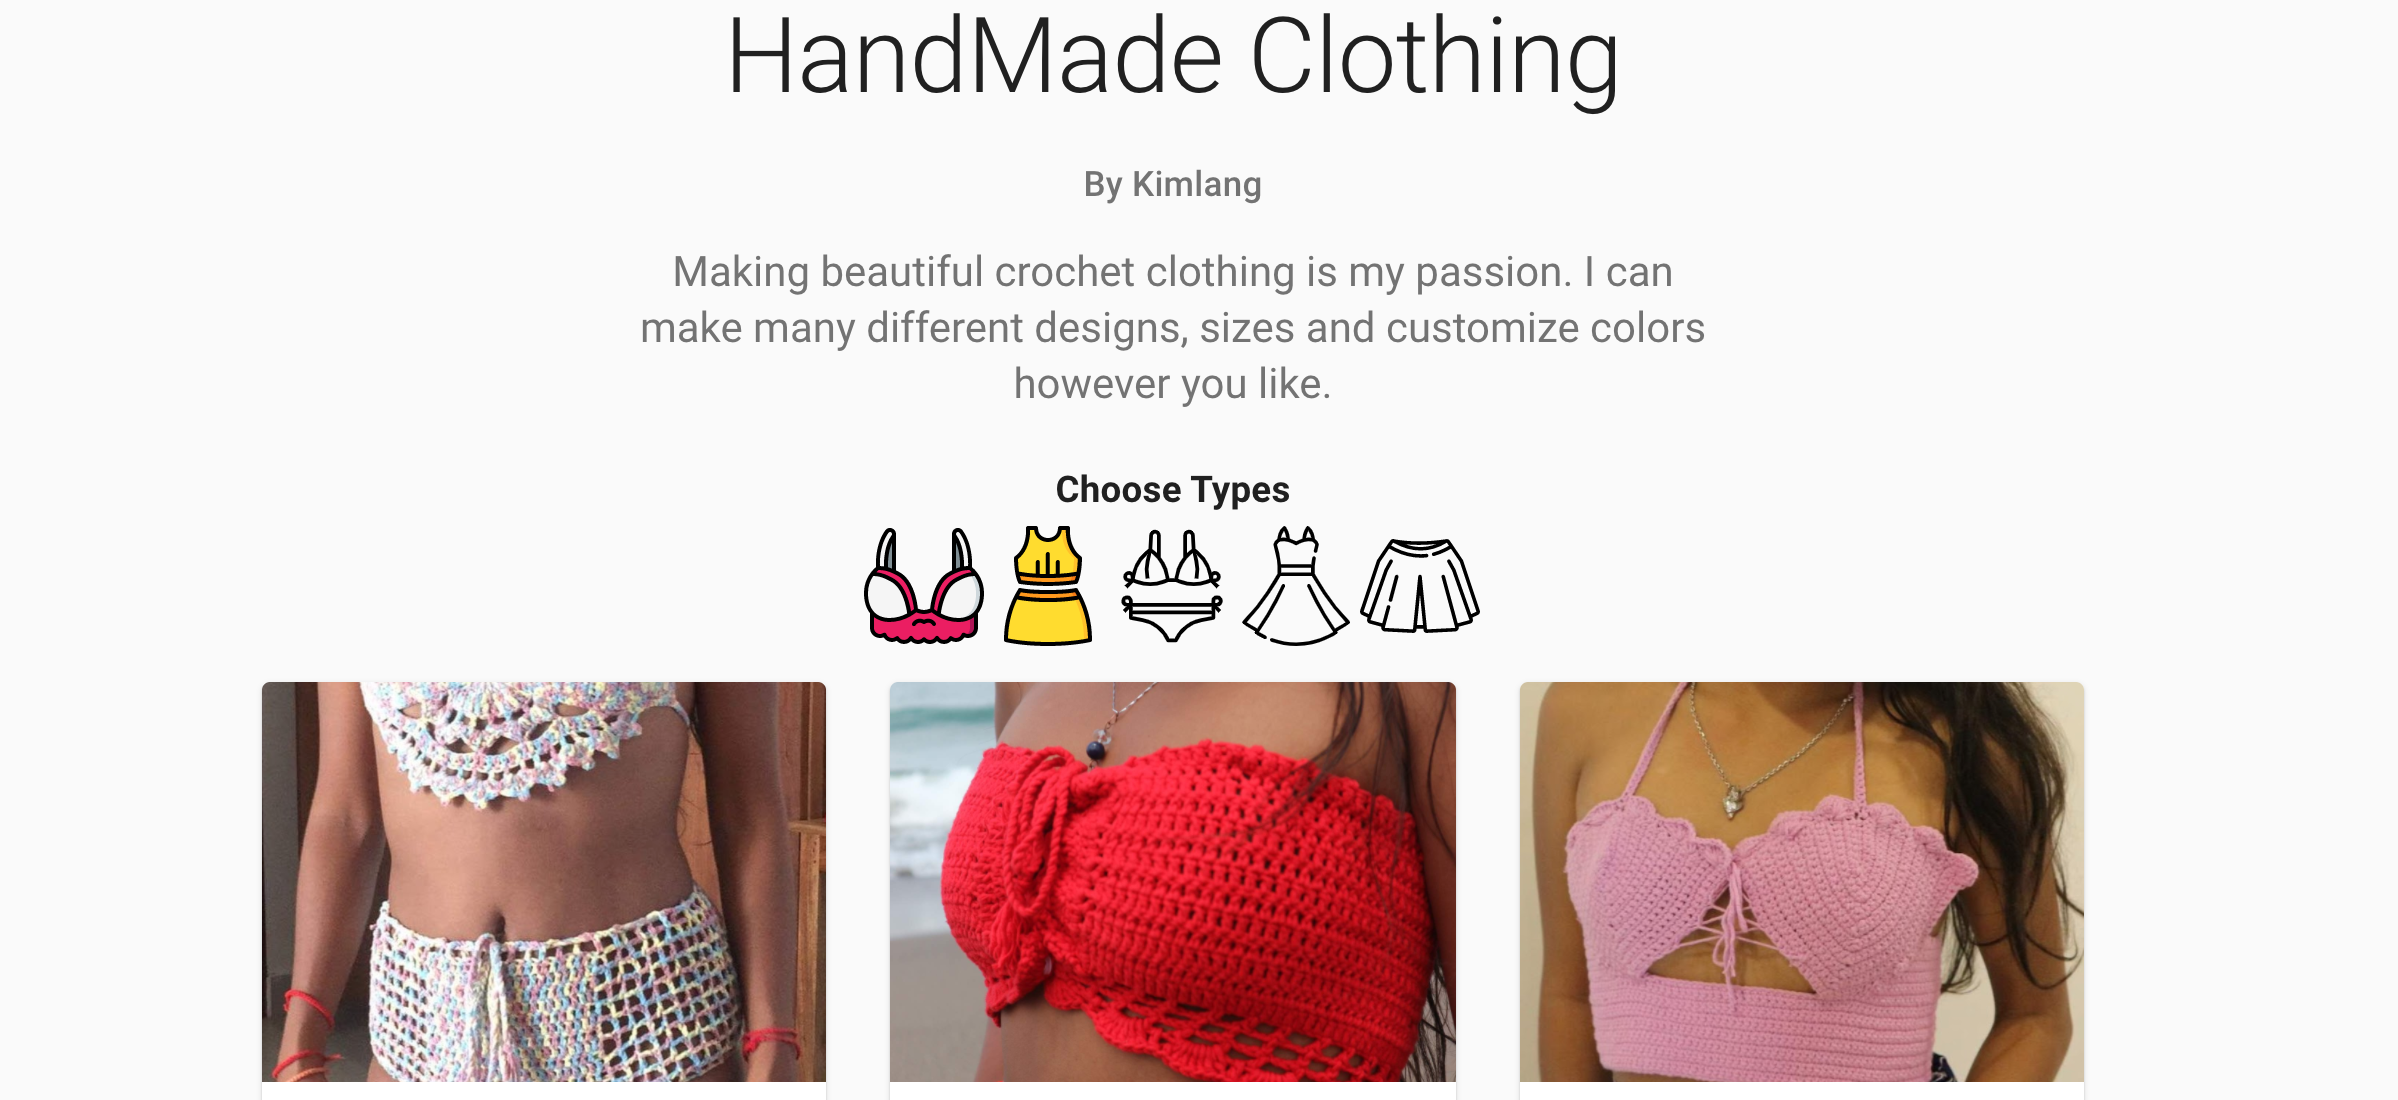 HandMade Clothing
By Kimlang
Making beautiful crochet clothing is my passion. I can
make many different designs, sizes and customize colors
however you like.
Choose Types